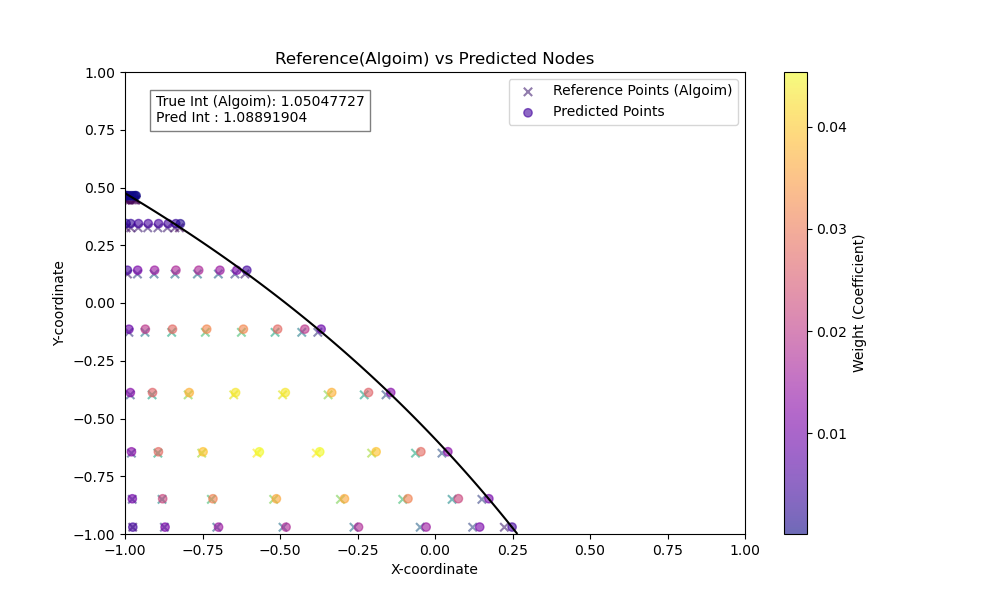 Reference(Algoim) vs Predicted Nodes
True Int (Algoim): 1.05047727
Pred Int : 1.08891904
Reference Points (Algoim)
Predicted Points
1.00
0.75
0.50
0.25
0.00
−0.25
−0.50
−0.75
−1.00
Y-coordinate
−1.00 −0.75 −0.50 −0.25 0.00 0.25 0.50 0.75 1.00
X-coordinate
0.04
0.03
0.02
0.01
Weight (Coefficient)